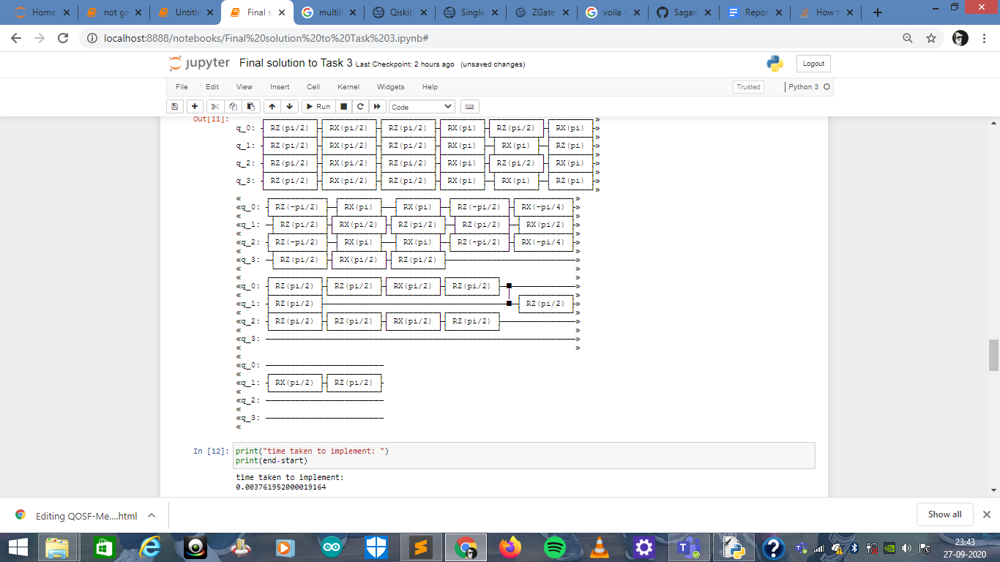 Home
not ga
Untitle
Final s
multili
Qiskit
Single
ZGate
voila -
Sagarl
Repor
How t
localhost:8888/notebooks/Final%20solution%20to%20Task%203.ipynb#
jupyter Final solution to Task 3 Last Checkpoint: 2 hours ago (unsaved changes)
Logout
File Edit View Insert Cell Kernel Widgets Help
Trusted
Python 3
Run
Code
Out[11]:
q_0: RZ(pi/2) RX(pi/2) RZ(pi/2) RX(pi) RZ(pi/2) RX(pi) »
q_1: RZ(pi/2) RX(pi/2) RZ(pi/2) RX(pi) RX(pi) RZ(pi) »
q_2: RZ(pi/2) RX(pi/2) RZ(pi/2) RX(pi) RZ(pi/2) RX(pi) »
q_3: RZ(pi/2) RX(pi/2) RZ(pi/2) RX(pi) RX(pi) RZ(pi) »
«q_0: RZ(-pi/2) RX(pi) RX(pi) RZ(-pi/2) RX(-pi/4) »
«q_1: RZ(pi/2) RX(pi/2) RZ(pi/2) RZ(pi/2) RX(pi/2) »
«q_2: RZ(-pi/2) RX(pi) RX(pi) RZ(-pi/2) RX(-pi/4) »
«q_3: RZ(pi/2) RX(pi/2) RZ(pi/2) »
«q_0: RZ(pi/2) RZ(pi/2) RX(pi/2) RZ(pi/2) »
«q_1: RZ(pi/2) RZ(pi/2) »
«q_2: RZ(pi/2) RZ(pi/2) RX(pi/2) RZ(pi/2) »
«q_3: »
«q_0:
«q_1: RX(pi/2) RZ(pi/2)
«q_2:
«q_3:
In [12]: print("time taken to implement: ")
print(end-start)
time taken to implement:
0.003761952000019164
Editing QOSF-Me....html
Show all
23:43
27-09-2020